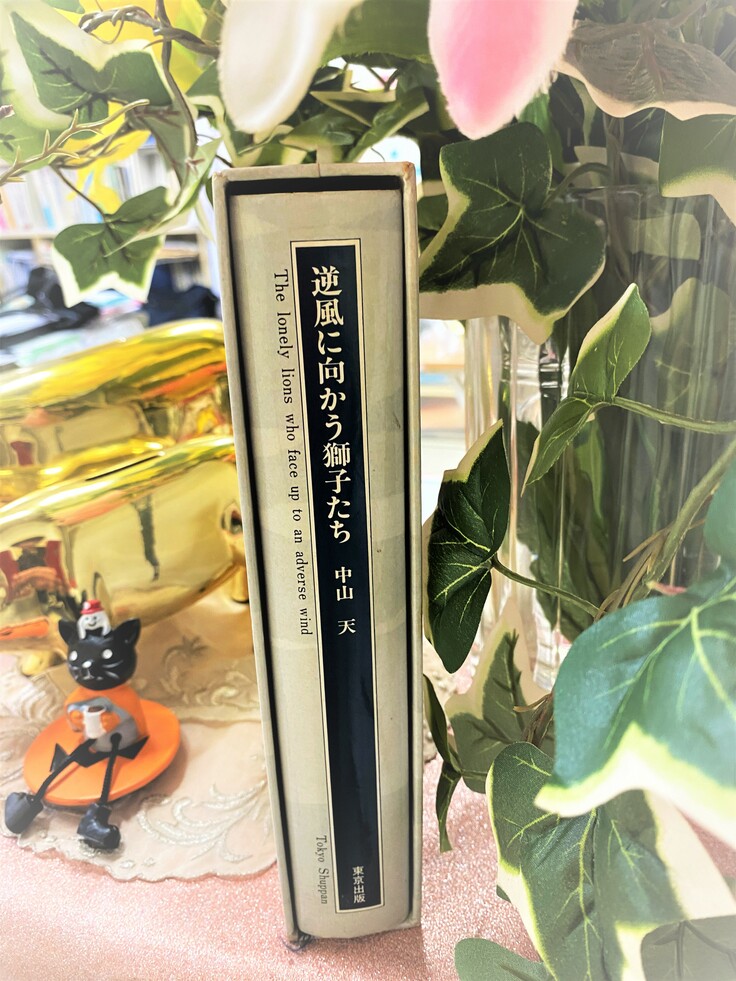 逆風に向かう獅子たち 中山 天
The lonely lions who face up to an adverse wind
東京出版
Tokyo Shuppan